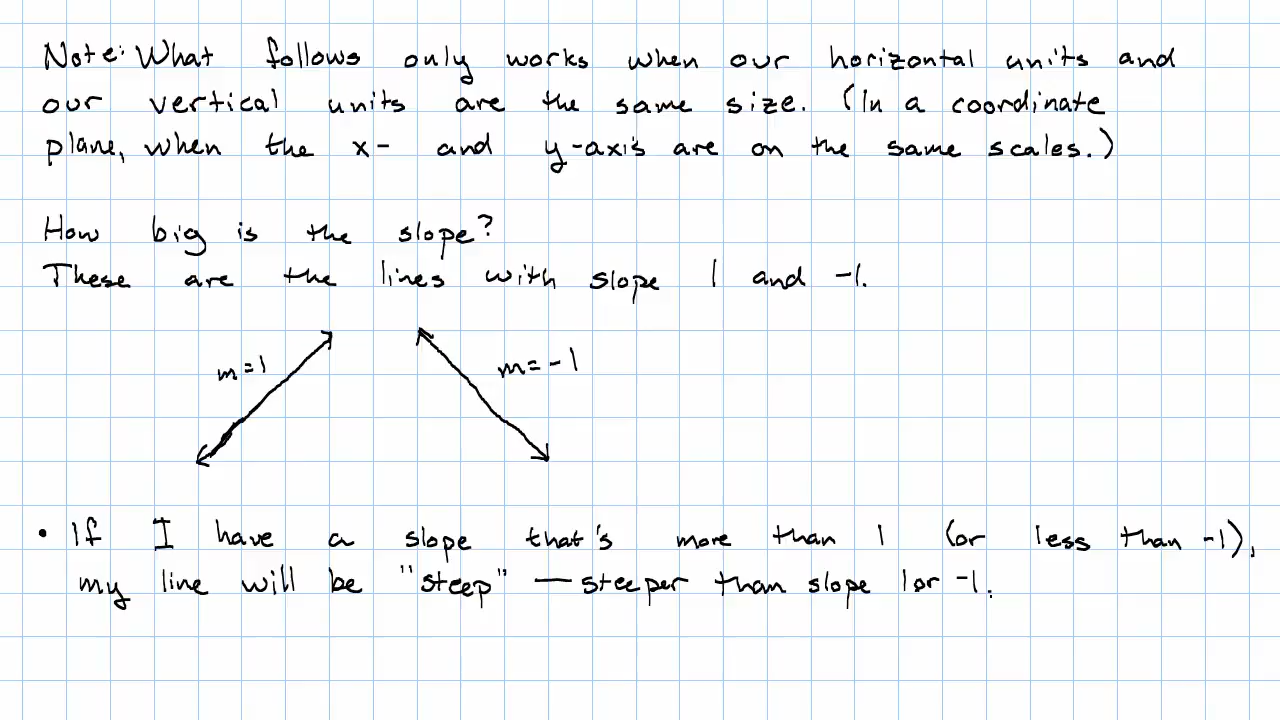 Note: What follows only works when our horizontal units and
our vertical units are the same size. (In a coordinate
plane, when the x- and y-axis are on the same scales.)
How big is the slope?
These are the lines with slope 1 and -1.
m=1
m=-1
• If I have a slope that's more than 1 (or less than -1),
my line will be "steep" — steeper than slope 1 or -1.